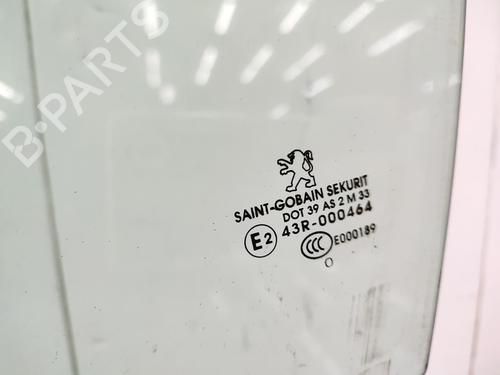 B-PARTS
SAINT-GOBAIN SEKURIT
DOT 39 AS 2 M 33
E2 43R-000464
CCC E000189